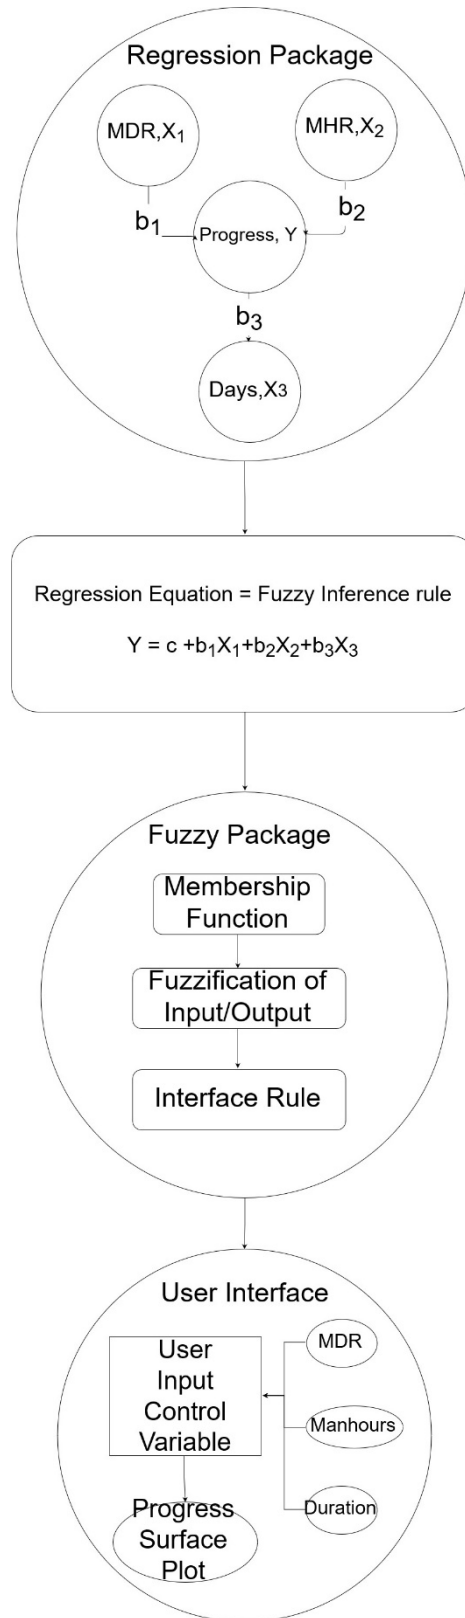 Regression Package
MDR,X₁
MHR,X₂
b₁
Progress, Y
b₂
b₃
Days,X3
Regression Equation = Fuzzy Inference rule
Y = c +b₁X₁+b₂X₂+b₃X₃
Fuzzy Package
Membership
Function
Fuzzification of
Input/Output
Interface Rule
User Interface
User
Input
Control
Variable
MDR
Manhours
Duration
Progress
Surface
Plot